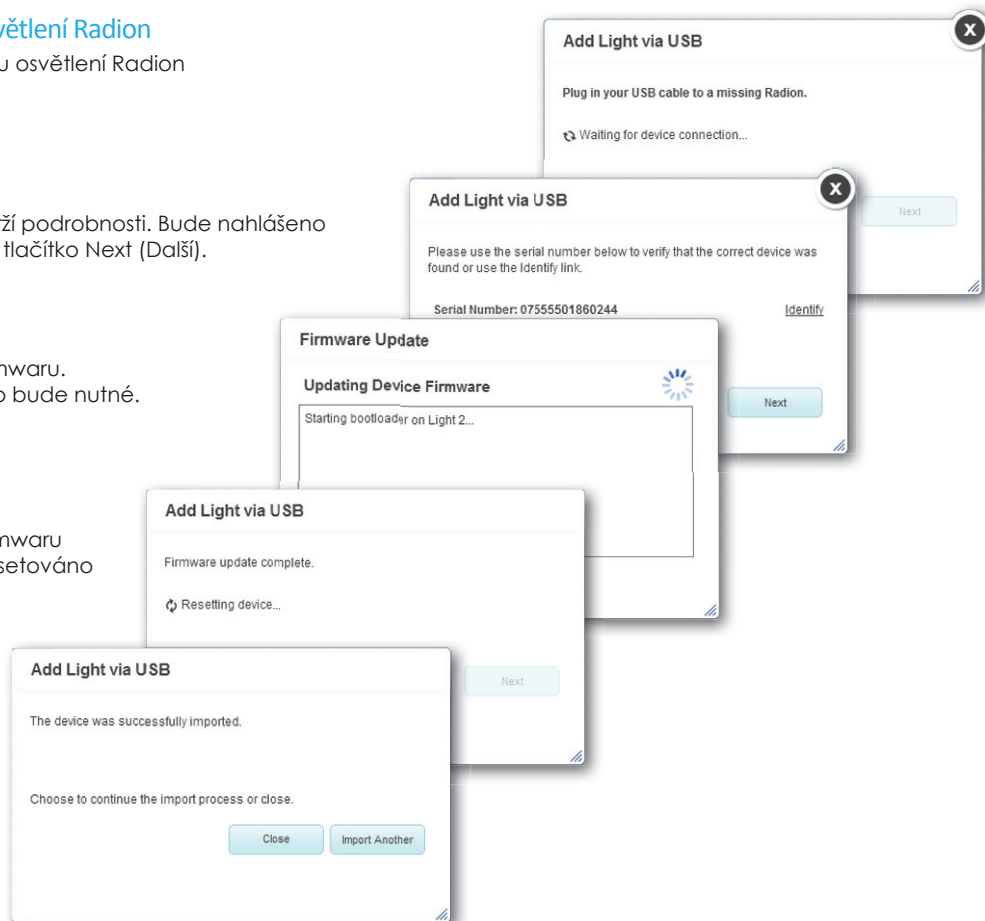 větlení Radion
u osvětlení Radion
rží podrobnosti. Bude nahlášeno
tlačítko Next (Další).
mwaru.
o bude nutné.
mwaru
setováno
Add Light via USB
X
Plug in your USB cable to a missing Radion.
Waiting for device connection...
Next
Add Light via USB
X
Please use the serial number below to verify that the correct device was
found or use the Identify link.
Serial Number: 07555501860244
Identify
Next
Firmware Update
Updating Device Firmware
Starting bootloader on Light 2...
Add Light via USB
Firmware update complete.
Resetting device...
Next
Add Light via USB
The device was successfully imported.
Choose to continue the import process or close.
Close
Import Another